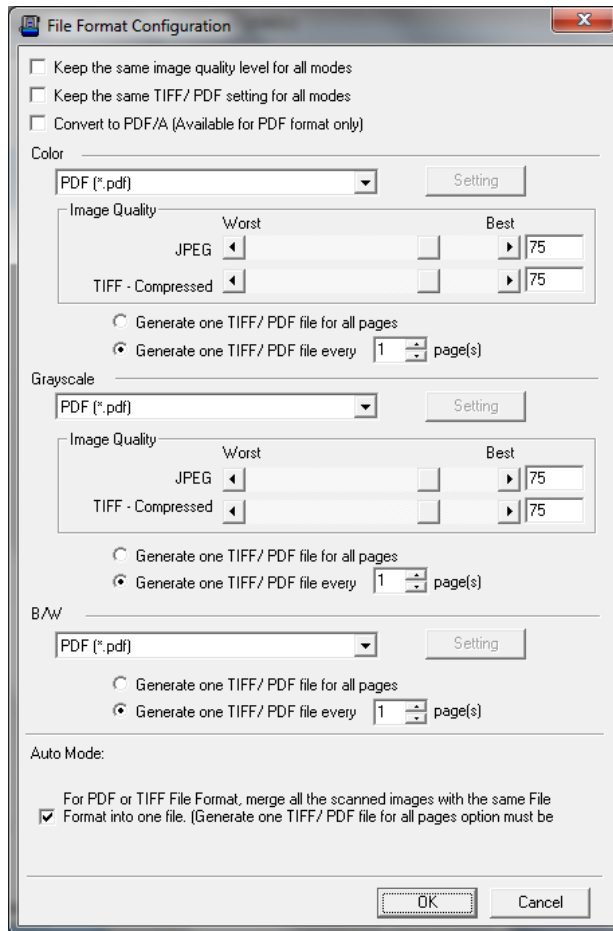 File Format Configuration
Keep the same image quality level for all modes
Keep the same TIFF/ PDF setting for all modes
Convert to PDF/A (Available for PDF format only)
Color
PDF (*.pdf) Setting
Image Quality
Worst Best
JPEG 75
TIFF - Compressed 75
Generate one TIFF/ PDF file for all pages
Generate one TIFF/ PDF file every 1 page(s)
Grayscale
PDF (*.pdf) Setting
Image Quality
Worst Best
JPEG 75
TIFF - Compressed 75
Generate one TIFF/ PDF file for all pages
Generate one TIFF/ PDF file every 1 page(s)
B/W
PDF (*.pdf) Setting
Generate one TIFF/ PDF file for all pages
Generate one TIFF/ PDF file every 1 page(s)
Auto Mode:
For PDF or TIFF File Format, merge all the scanned images with the same File
Format into one file. (Generate one TIFF/ PDF file for all pages option must be
OK Cancel